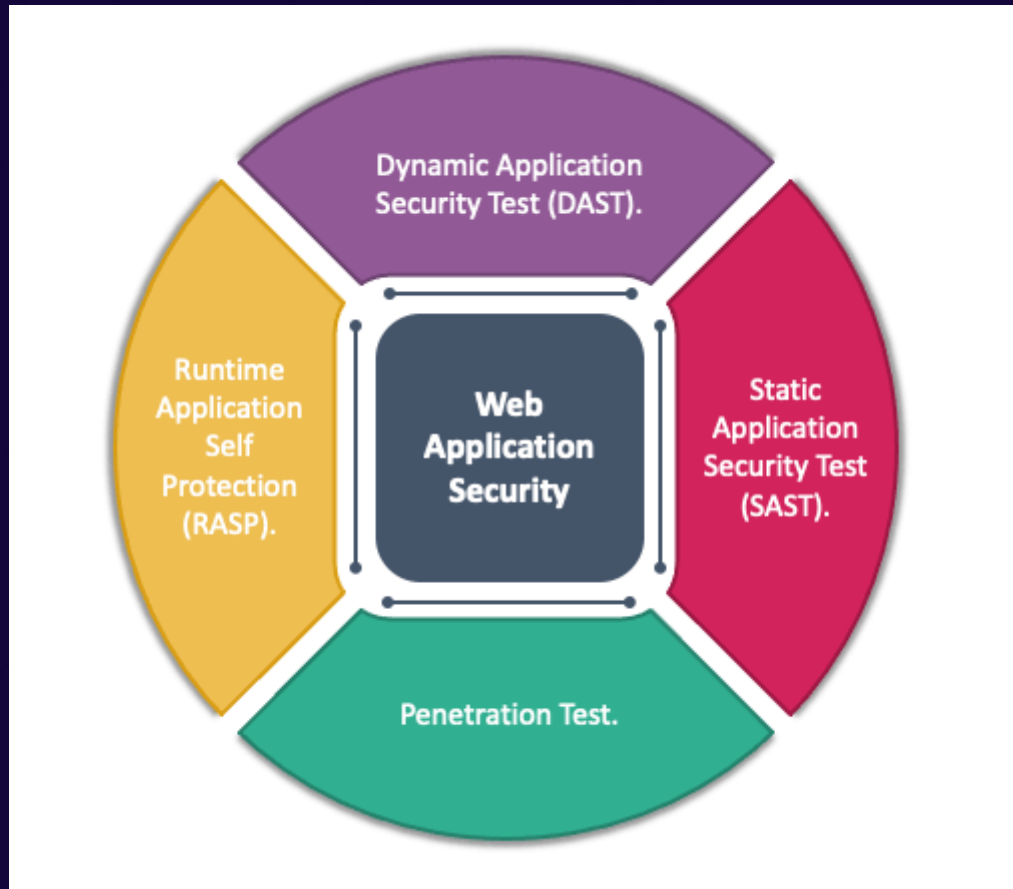 Dynamic Application
Security Test (DAST).
Runtime
Application
Self
Protection
(RASP).
Web
Application
Security
Static
Application
Security Test
(SAST).
Penetration Test.